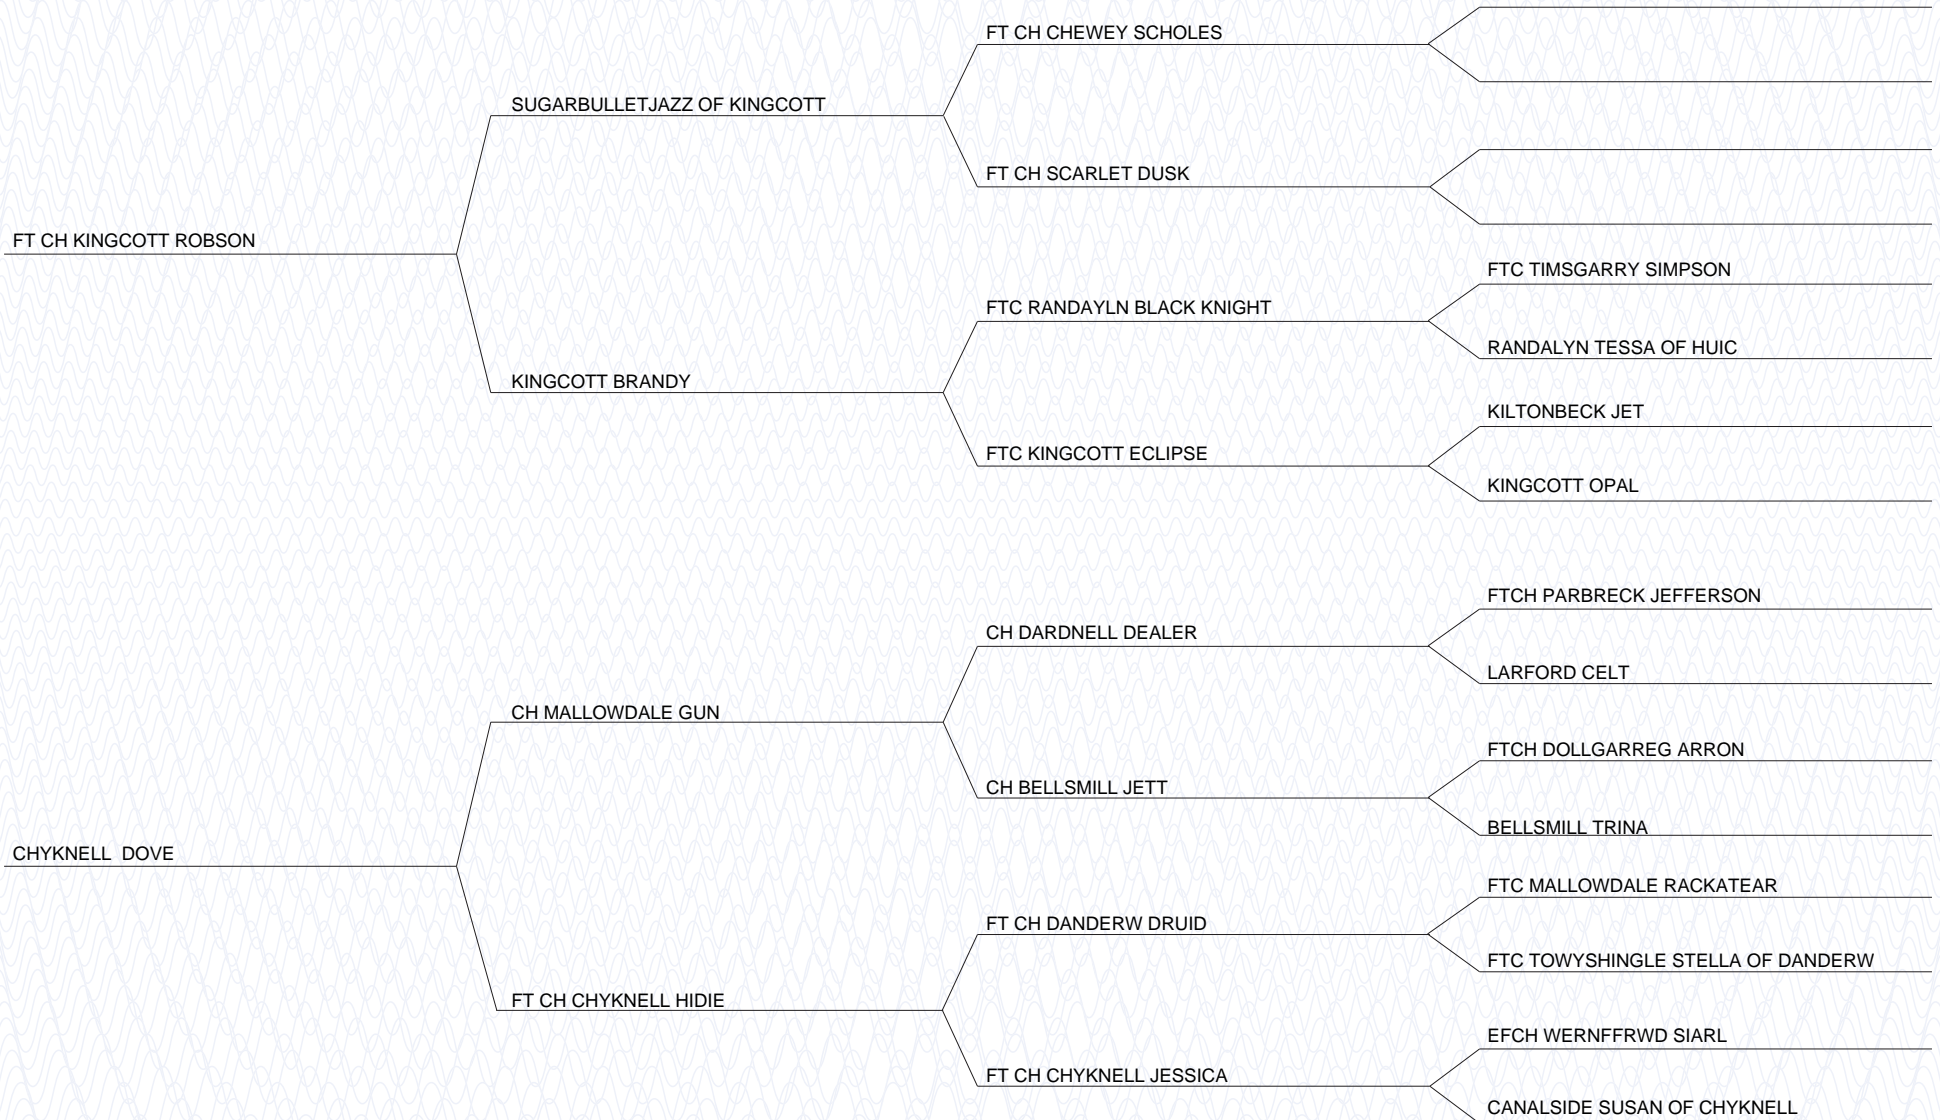 FT CH CHEWEY SCHOLES
SUGARBULLETJAZZ OF KINGCOTT
FT CH SCARLET DUSK
FT CH KINGCOTT ROBSON
FTC TIMSGARRY SIMPSON
FTC RANDAYLN BLACK KNIGHT
RANDALYN TESSA OF HUIC
KINGCOTT BRANDY
KILTONBECK JET
FTC KINGCOTT ECLIPSE
KINGCOTT OPAL
FTCH PARBRECK JEFFERSON
CH DARDNELL DEALER
LARFORD CELT
CH MALLOWDALE GUN
FTCH DOLLGARREG ARRON
CH BELLSMILL JETT
BELLSMILL TRINA
CHYKNELL  DOVE
FTC MALLOWDALE RACKATEAR
FT CH DANDERW DRUID
FTC TOWYSHINGLE STELLA OF DANDERW
FT CH CHYKNELL HIDIE
EFCH WERNFFRWD SIARL
FT CH CHYKNELL JESSICA
CANALSIDE SUSAN OF CHYKNELL